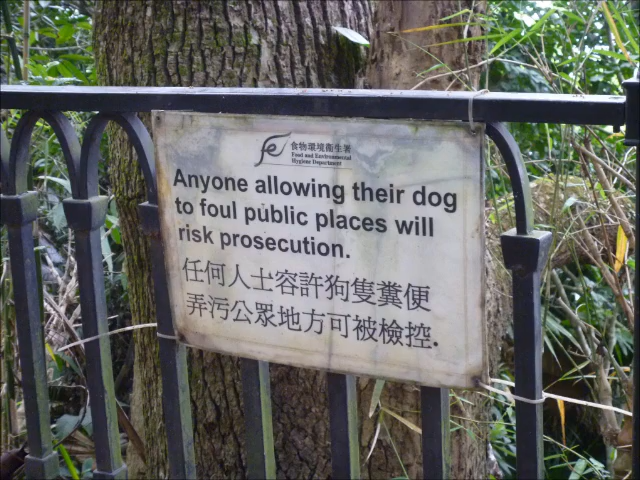 食物環境衞生署
Food and Environmental
Hygiene Department
Anyone allowing their dog
to foul public places will
risk prosecution.
任何人士容許狗隻糞便
弄污公眾地方可被檢控.